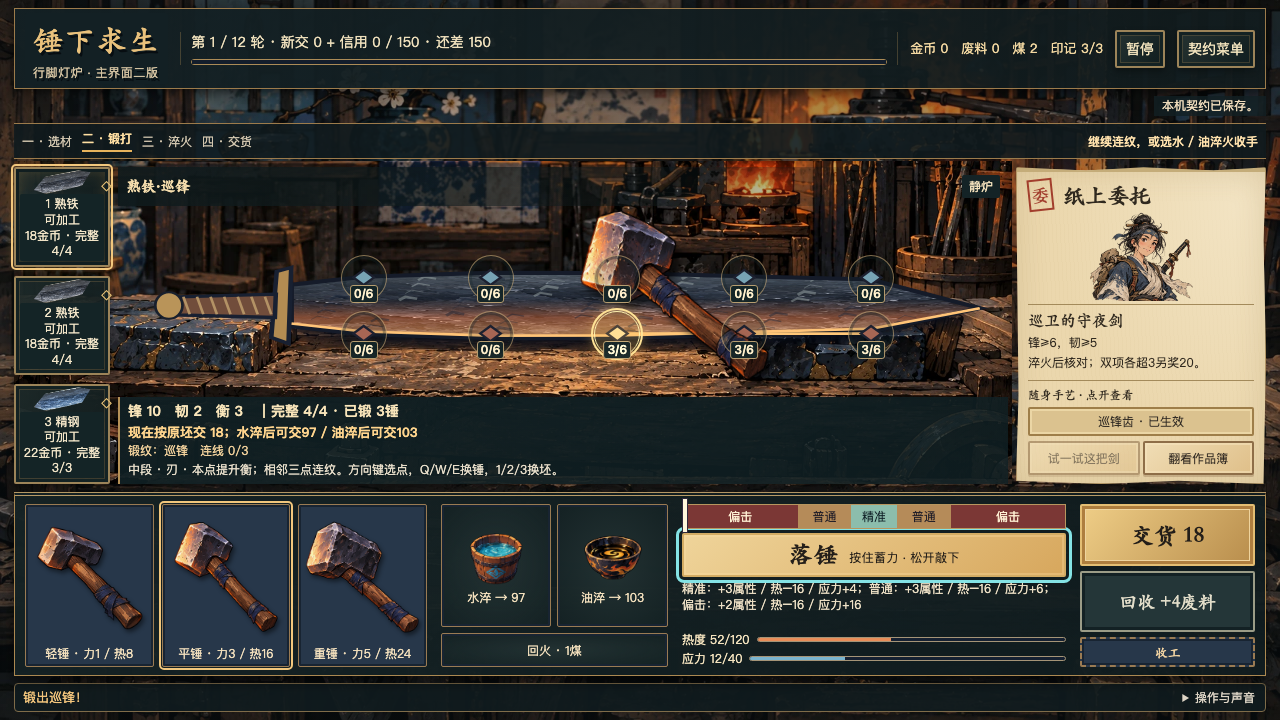 锤下求生
行脚灯炉 · 主界面二版
第 1 / 12 轮 · 新交 0 + 信用 0 / 150 · 还差 150
金币 0 废料 0 煤 2 印记 3/3
暂停
契约菜单
本机契约已保存。
一 · 选材 二 · 锻打 三 · 淬火 四 · 交货
继续连纹，或选水 / 油淬火收手
1 熟铁
可加工
18金币 · 完整
4/4
2 熟铁
可加工
18金币 · 完整
4/4
3 精钢
可加工
22金币 · 完整
3/3
熟铁·巡锋
静炉
0/6 0/6 0/6 0/6 0/6
0/6 0/6 3/6 3/6 3/6
锋 10 韧 2 衡 3 | 完整 4/4 · 已锻 3锤
现在按原坯交 18；水淬后可交97 / 油淬后可交103
锻纹：巡锋 连线 0/3
中段 · 刃 · 本点提升衡；相邻三点连纹。方向键选点，Q/W/E换锤，1/2/3换坯。
委
纸上委托
巡卫的守夜剑
锋≥6，韧≥5
淬火后核对；双项各超3另奖20。
随身手艺 · 点开查看
巡锋齿 · 已生效
试一试这把剑
翻看作品簿
轻锤 · 力1 / 热8
平锤 · 力3 / 热16
重锤 · 力5 / 热24
水淬 → 97
油淬 → 103
回火 · 1煤
偏击 普通 精准 普通 偏击
落锤 按住蓄力 · 松开敲下
精准：+3属性 / 热−16 / 应力+4；普通：+3属性 / 热−16 / 应力+6；
偏击：+2属性 / 热−16 / 应力+16
热度 52/120
应力 12/40
交货 18
回收 +4废料
收工
锻出巡锋！
▶ 操作与声音